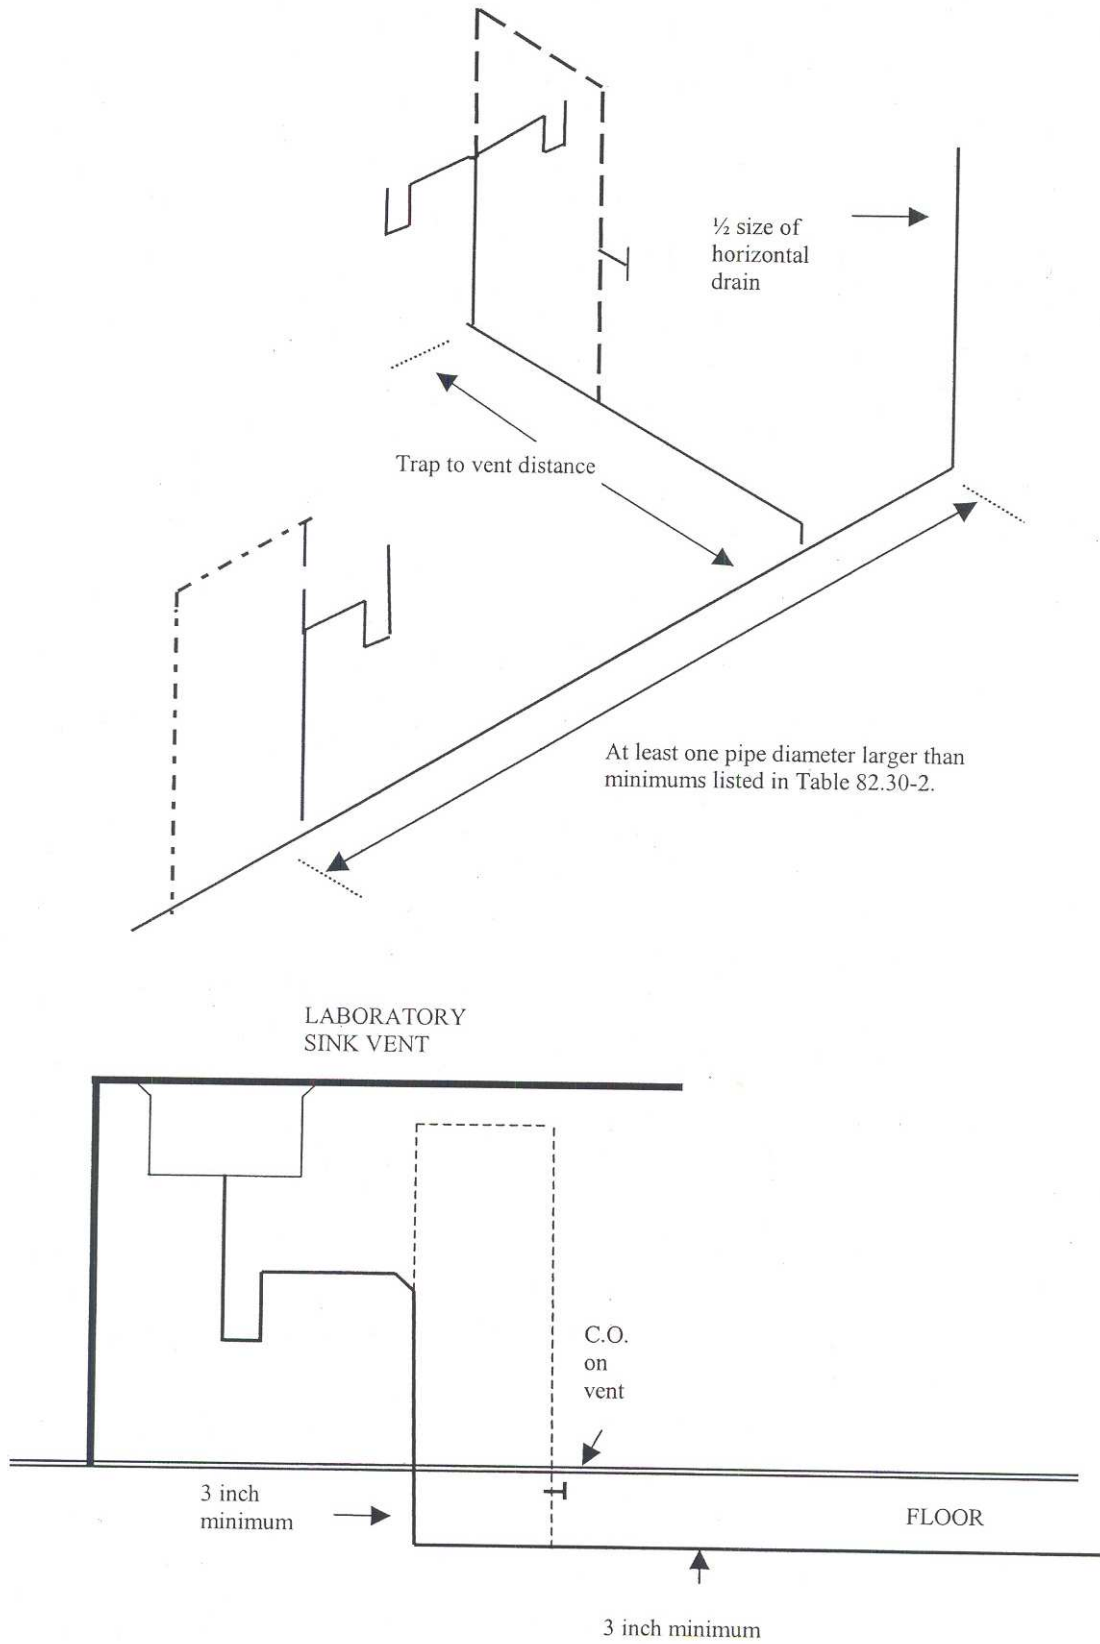 ½ size of
horizontal
drain
Trap to vent distance
At least one pipe diameter larger than
minimums listed in Table 82.30-2.
LABORATORY
SINK VENT
C.O.
on
vent
3 inch
minimum
FLOOR
3 inch minimum